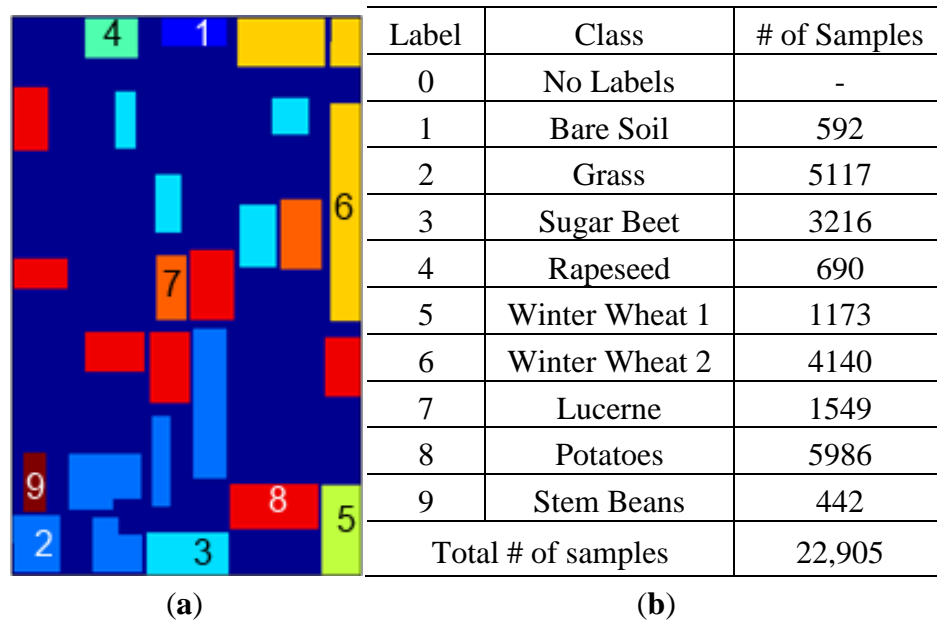 4 1
6
7
9
8
5
2
3
Label Class # of Samples
0 No Labels -
1 Bare Soil 592
2 Grass 5117
3 Sugar Beet 3216
4 Rapeseed 690
5 Winter Wheat 1 1173
6 Winter Wheat 2 4140
7 Lucerne 1549
8 Potatoes 5986
9 Stem Beans 442
Total # of samples 22,905
(a) (b)